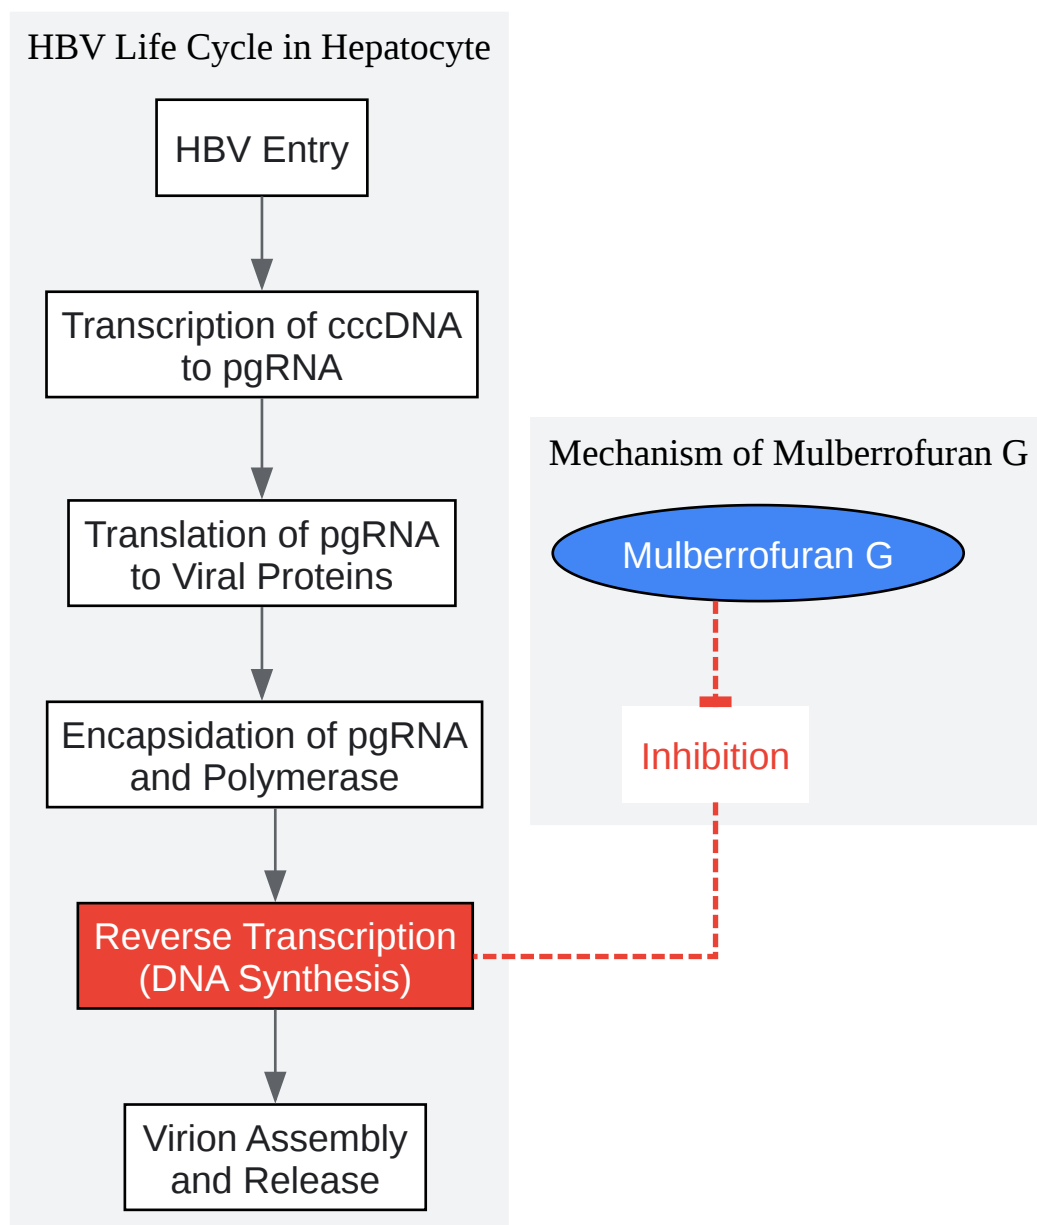 HBV Life Cycle in Hepatocyte
HBV Entry
Transcription of cccDNA
to pgRNA
Translation of pgRNA
to Viral Proteins
Encapsidation of pgRNA
and Polymerase
Reverse Transcription
(DNA Synthesis)
Virion Assembly
and Release
Mechanism of Mulberrofuran G
Mulberrofuran G
Inhibition